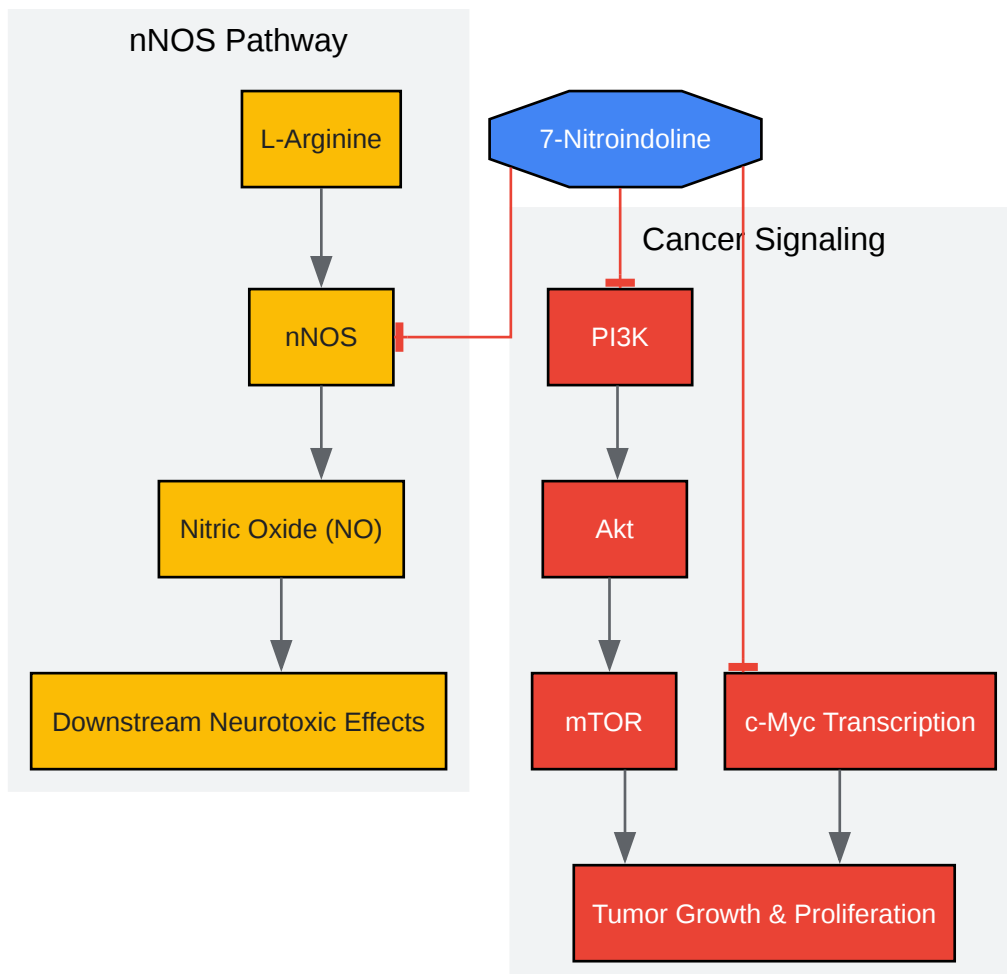 nNOS Pathway
L-Arginine
7-Nitroindoline
Cancer Signaling
nNOS
PI3K
Nitric Oxide (NO)
Akt
Downstream Neurotoxic Effects
mTOR
c-Myc Transcription
Tumor Growth & Proliferation